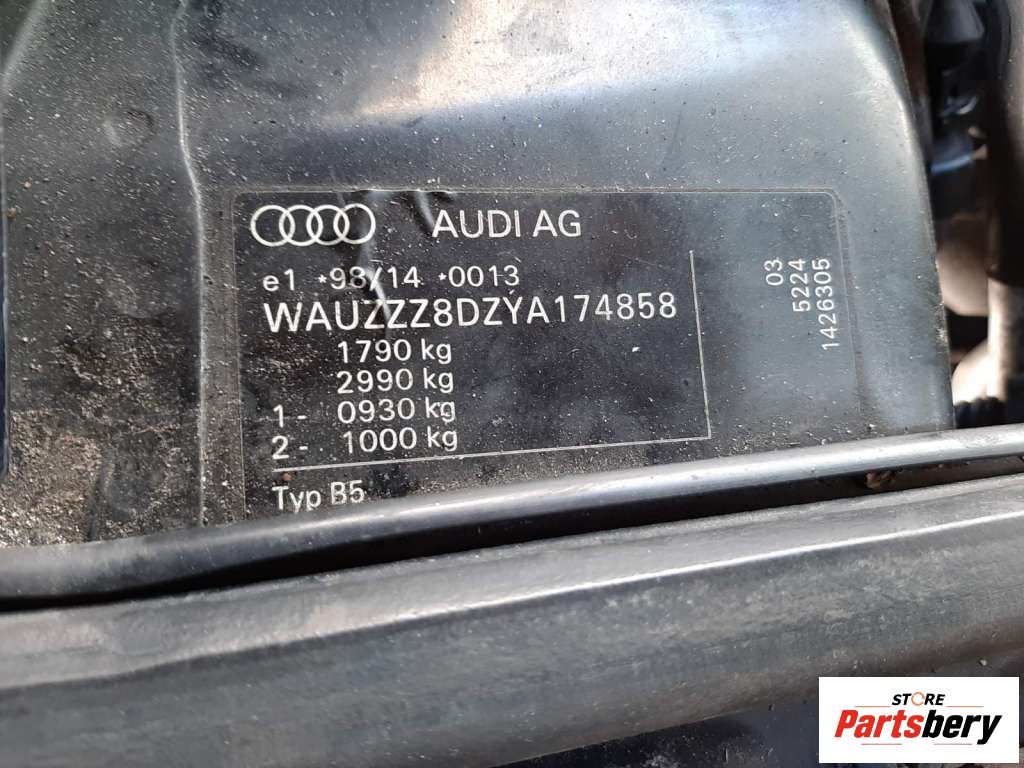 AUDI AG
e1 *98/14 *0013
WAUZZZ8DZYA174858
1790 kg
2990 kg
1- 0930 kg
2- 1000 kg
Typ B5
03
5224
1426305
STORE
Partsbery